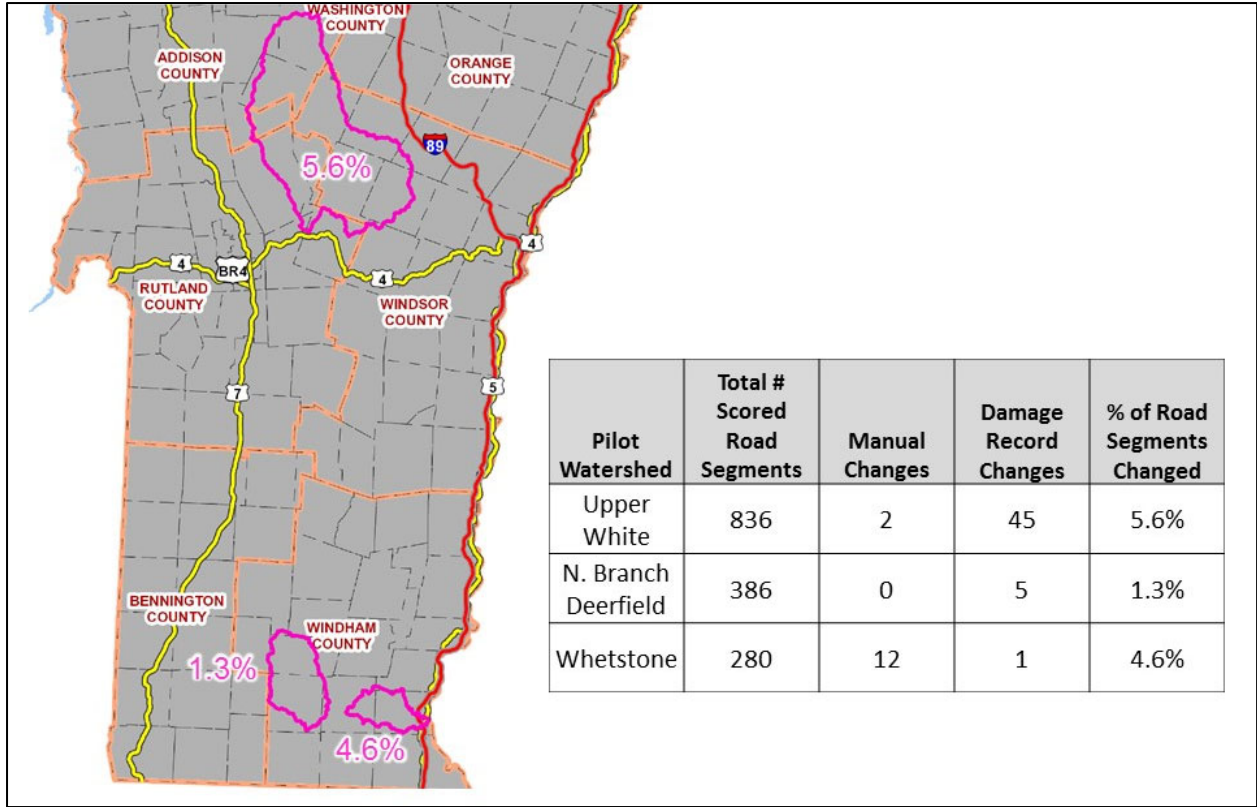 WASHINGTON
COUNTY
ADDISON
COUNTY
ORANGE
COUNTY
89
5.6%
4
4
BR4
4
RUTLAND
COUNTY
WINDSOR
COUNTY
5
7
BENNINGTON
COUNTY
WINDHAM
COUNTY
1.3%
4.6%
Pilot
Watershed
Total #
Scored
Road
Segments
Manual
Changes
Damage
Record
Changes
% of Road
Segments
Changed
Upper
White
836
2
45
5.6%
N. Branch
Deerfield
386
0
5
1.3%
Whetstone
280
12
1
4.6%